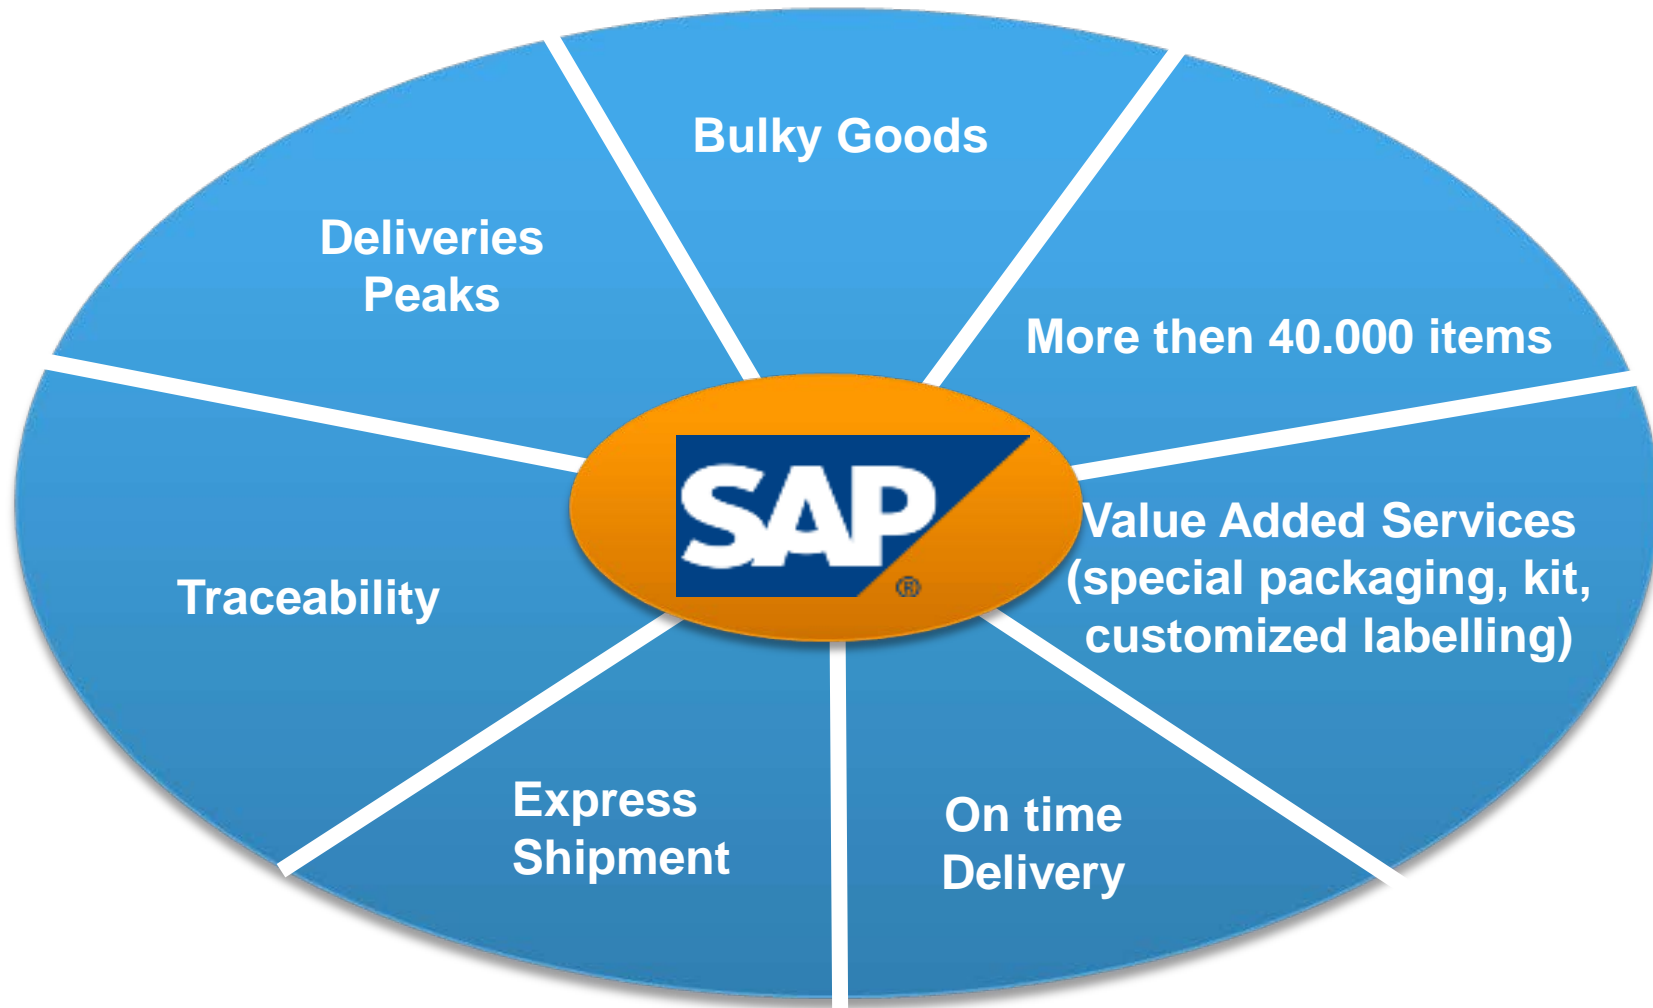 Bulky Goods
Deliveries
Peaks
More then 40.000 items
SAP
®
Value Added Services
(special packaging, kit,
customized labelling)
Traceability
Express
Shipment
On time
Delivery